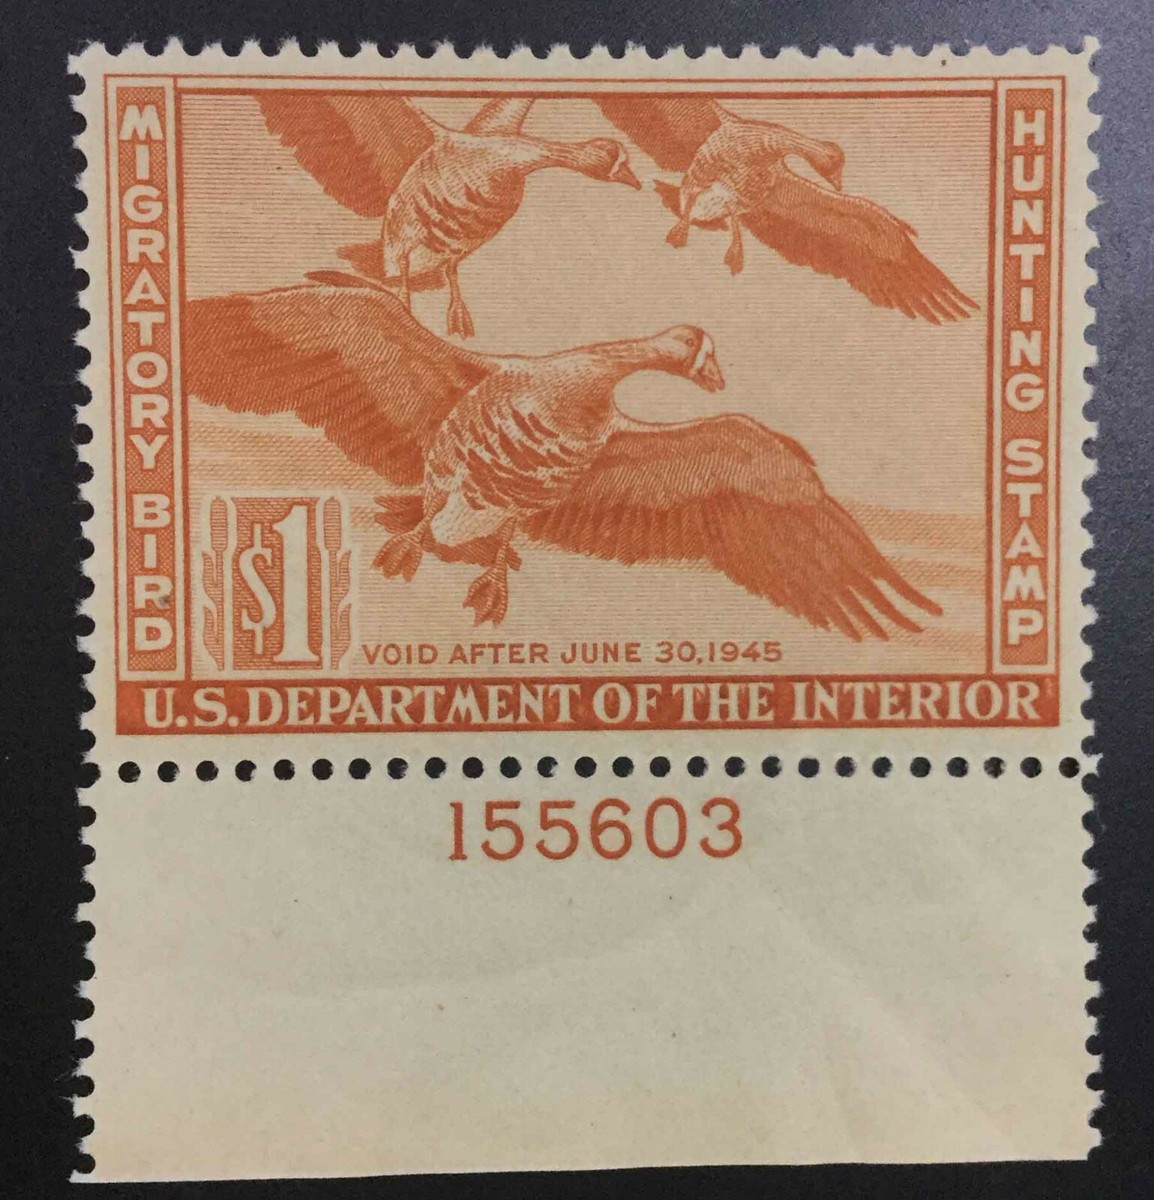 MIGRATORY BIRD
HUNTING STAMP
$1
VOID AFTER JUNE 30, 1945
U.S. DEPARTMENT OF THE INTERIOR
155603